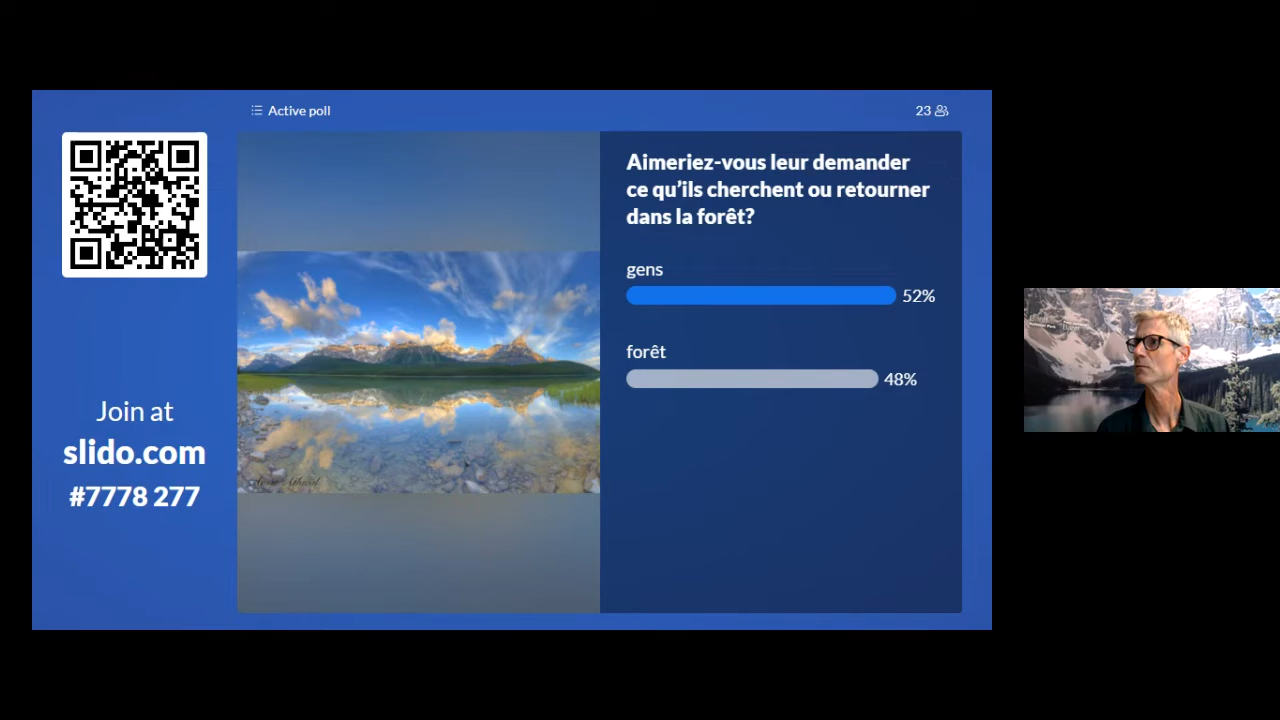 Active poll
23
Join at
slido.com
#7778 277
Aimeriez-vous leur demander
ce qu’ils cherchent ou retourner
dans la forêt?
gens
52%
forêt
48%